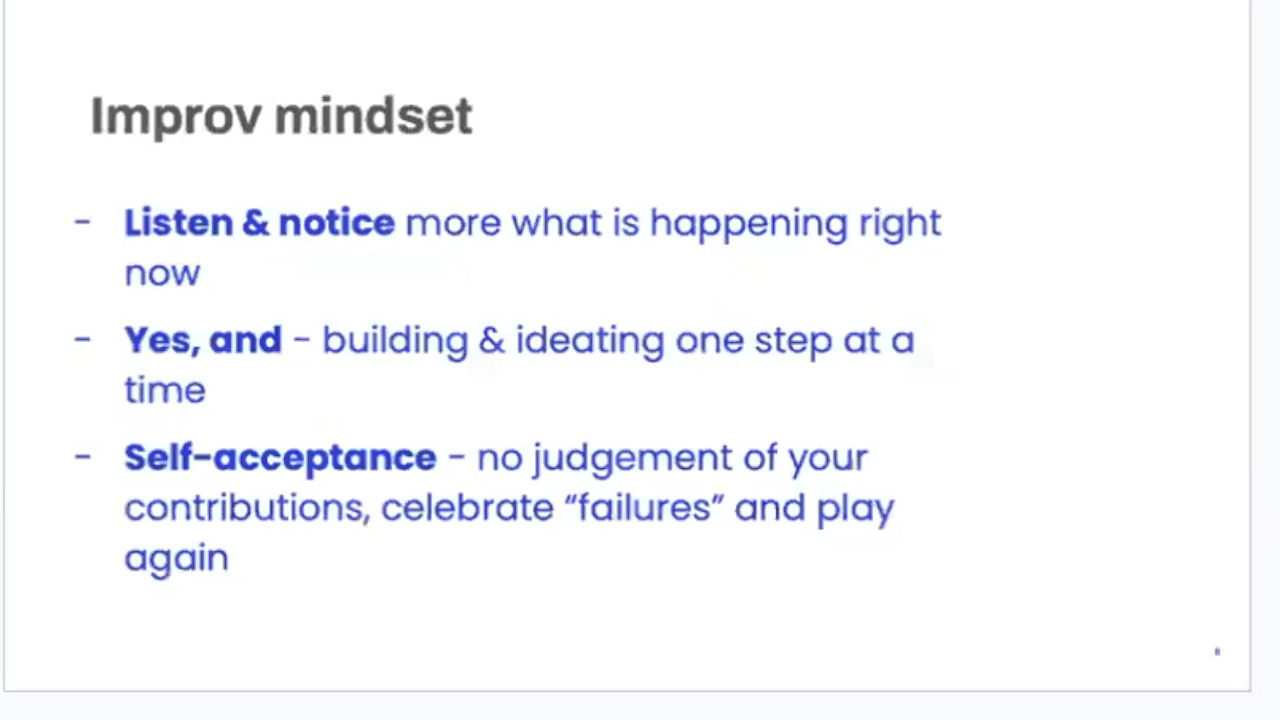 Improv mindset
- Listen & notice more what is happening right
now
- Yes, and - building & ideating one step at a
time
- Self-acceptance - no judgement of your
contributions, celebrate “failures” and play
again